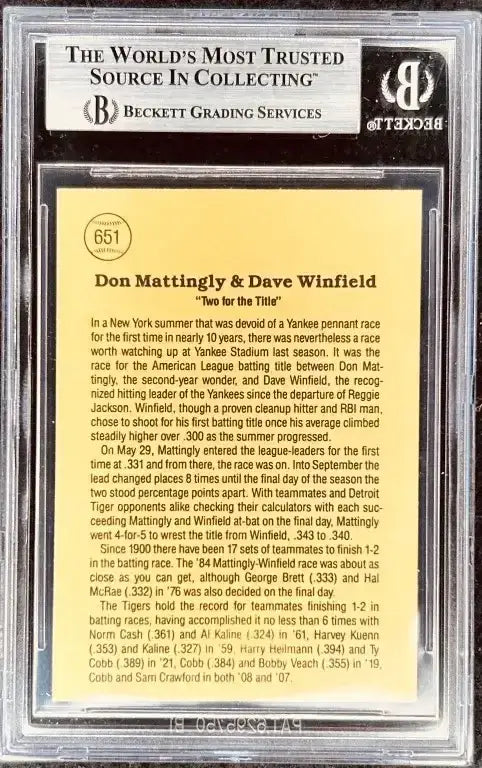 THE WORLD'S MOST TRUSTED
SOURCE IN COLLECTING™
B BECKETT GRADING SERVICES
B
BECKETT®
651
Don Mattingly & Dave Winfield
"Two for the Title"
In a New York summer that was devoid of a Yankee pennant race
for the first time in nearly 10 years, there was nevertheless a race
worth watching up at Yankee Stadium last season. It was the
race for the American League batting title between Don Mat-
tingly, the second-year wonder, and Dave Winfield, the recog-
nized hitting leader of the Yankees since the departure of Reggie
Jackson. Winfield, though a proven cleanup hitter and RBI man,
chose to shoot for his first batting title once his average climbed
steadily higher over .300 as the summer progressed.
On May 29, Mattingly entered the league-leaders for the first
time at .331 and from there, the race was on. Into September the
lead changed places 8 times until the final day of the season the
two stood percentage points apart. With teammates and Detroit
Tiger opponents alike checking their calculators with each suc-
ceeding Mattingly and Winfield at-bat on the final day, Mattingly
went 4-for-5 to wrest the title from Winfield, .343 to .340.
Since 1900 there have been 17 sets of teammates to finish 1-2
in the batting race. The '84 Mattingly-Winfield race was about as
close as you can get, although George Brett (.333) and Hal
McRae (.332) in '76 was also decided on the final day.
The Tigers hold the record for teammates finishing 1-2 in
batting races, having accomplished it no less than 6 times with
Norm Cash (.361) and Al Kaline (.324) in '61, Harvey Kuenn
(.353) and Kaline (.327) in '59, Harry Heilmann (.394) and Ty
Cobb (.389) in '21, Cobb (.384) and Bobby Veach (.355) in '19,
Cobb and Sam Crawford in both '08 and '07.